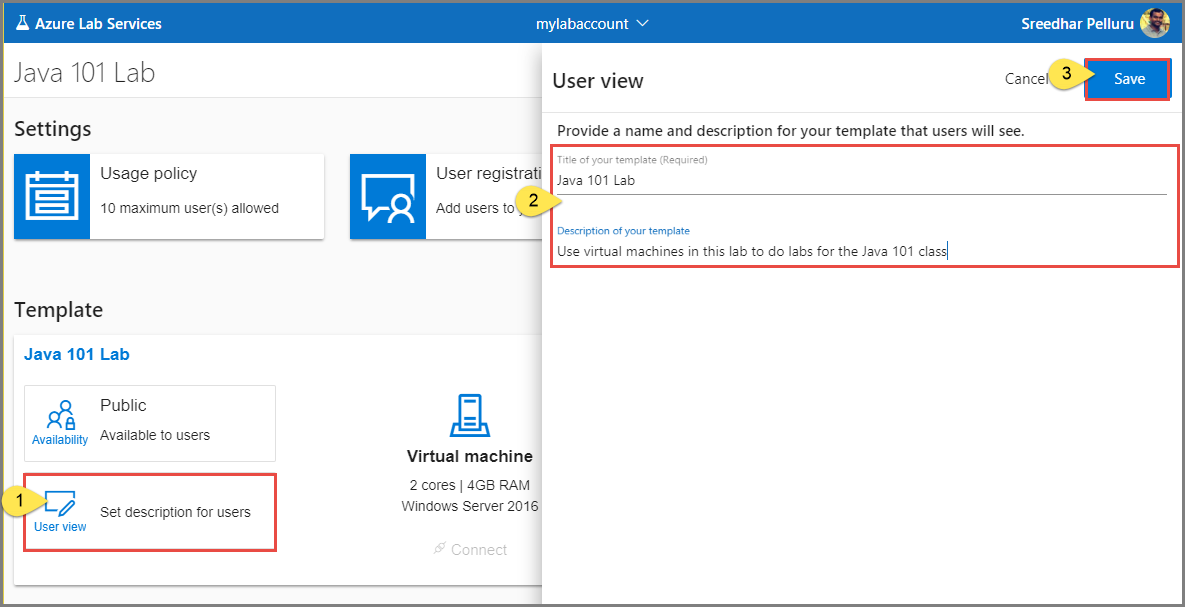 Azure Lab Services
mylabaccount
Sreedhar Pelluru
Java 101 Lab
Settings
Usage policy
10 maximum user(s) allowed
User registrati
Add users to
Template
Java 101 Lab
Public
Available to users
Availability
1
User view
Set description for users
Virtual machine
2 cores | 4GB RAM
Windows Server 2016
Connect
User view
Cancel
3
Save
Provide a name and description for your template that users will see.
2
Title of your template (Required)
Java 101 Lab
Description of your template
Use virtual machines in this lab to do labs for the Java 101 class